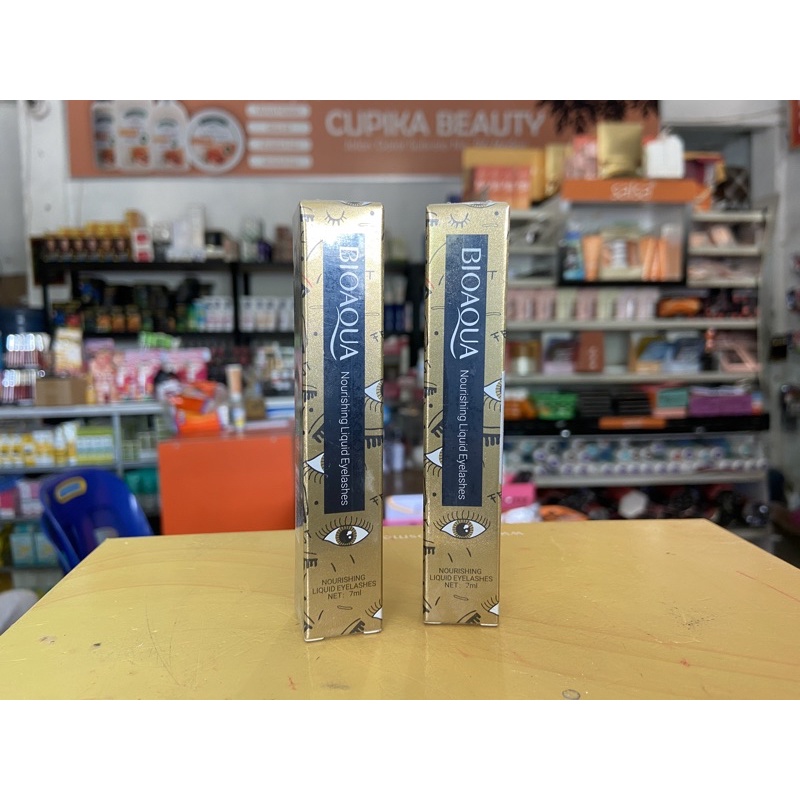 CUPIKA BEAUTY
BIOAQUA
Nourishing Liquid Eyelashes
NOURISHING
LIQUID EYELASHES
NET: 7ml
BIOAQUA
Nourishing Liquid Eyelashes
NOURISHING
LIQUID EYELASHES
NET: 7ml